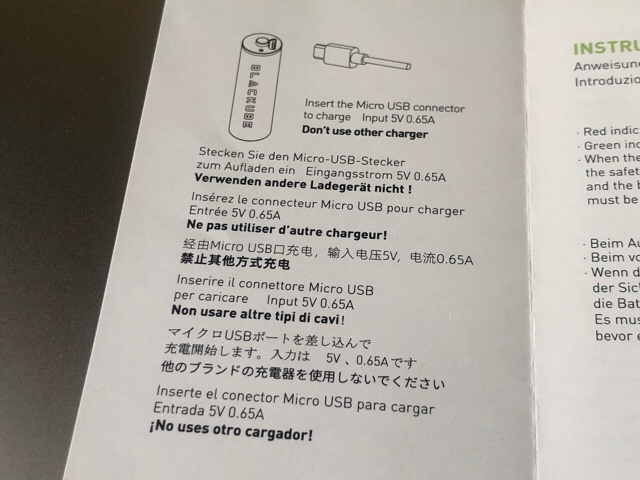 BLACKUBE
Insert the Micro USB connector
to charge Input 5V 0.65A
Don't use other charger
Stecken Sie den Micro-USB-Stecker
zum Aufladen ein Eingangsstrom 5V 0.65A
Verwenden andere Ladegerät nicht !
Insérez le connecteur Micro USB pour charger
Entrée 5V 0.65A
Ne pas utiliser d'autre chargeur!
经由Micro USB口充电，输入电压5V, 电流0.65A
禁止其他方式充电
Inserire il connettore Micro USB
per caricare Input 5V 0.65A
Non usare altre tipi di cavi!
マイクロUSBポートを差し込んで
充電開始します。入力は 5V、0.65Aです
他のブランドの充電器を使用しないでください
Inserte el conector Micro USB para cargar
Entrada 5V 0.65A
¡No uses otro cargador!
INSTRU
Anweisun
Introduzio
· Red indic
· Green inc
· When the
the safet
and the b
must be
· Beim Au
· Beim vo
· Wenn d
der Sich
die Bat
Es mus
bevor e